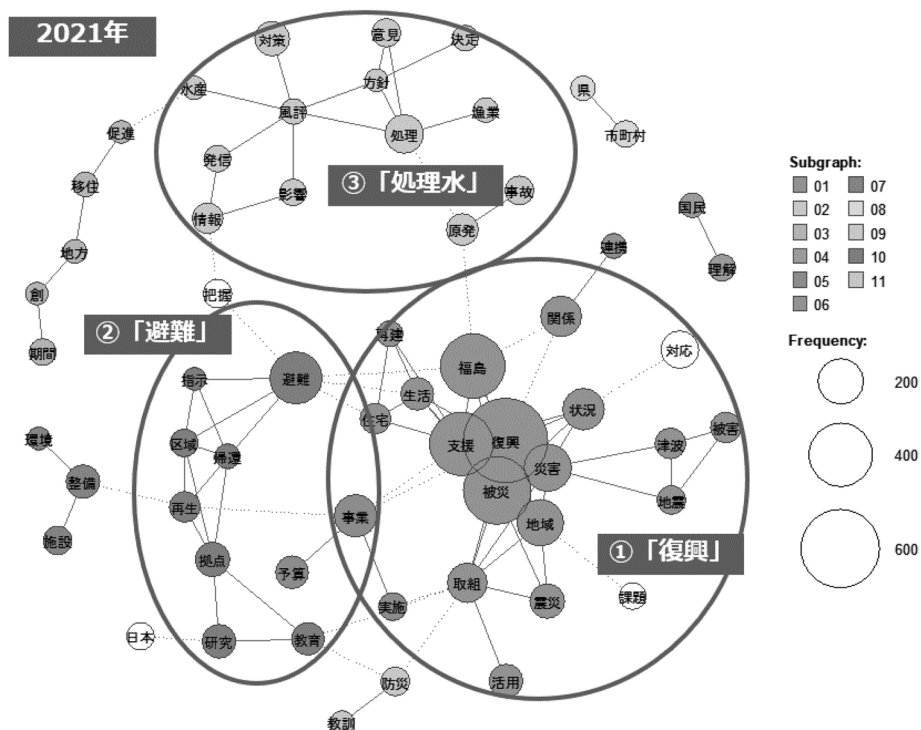 2021年
対策
意見
決定
水産
方針
風評
処理
漁業
促進
発信
移住
影響
情報
③「処理水」
事故
原発
地方
創
期間
把握
県
市町村
国民
理解
連携
関係
対応
②「避難」
再建
福島
避難
指示
生活
住宅
状況
支援
復興
災害
津波
被害
地震
被災
地域
①「復興」
環境
区域
帰還
整備
再生
施設
事業
拠点
予算
取組
震災
課題
実施
日本
研究
教育
防災
活用
教訓
Subgraph:
01 07
02 08
03 09
04 10
05 11
06
Frequency:
200
400
600